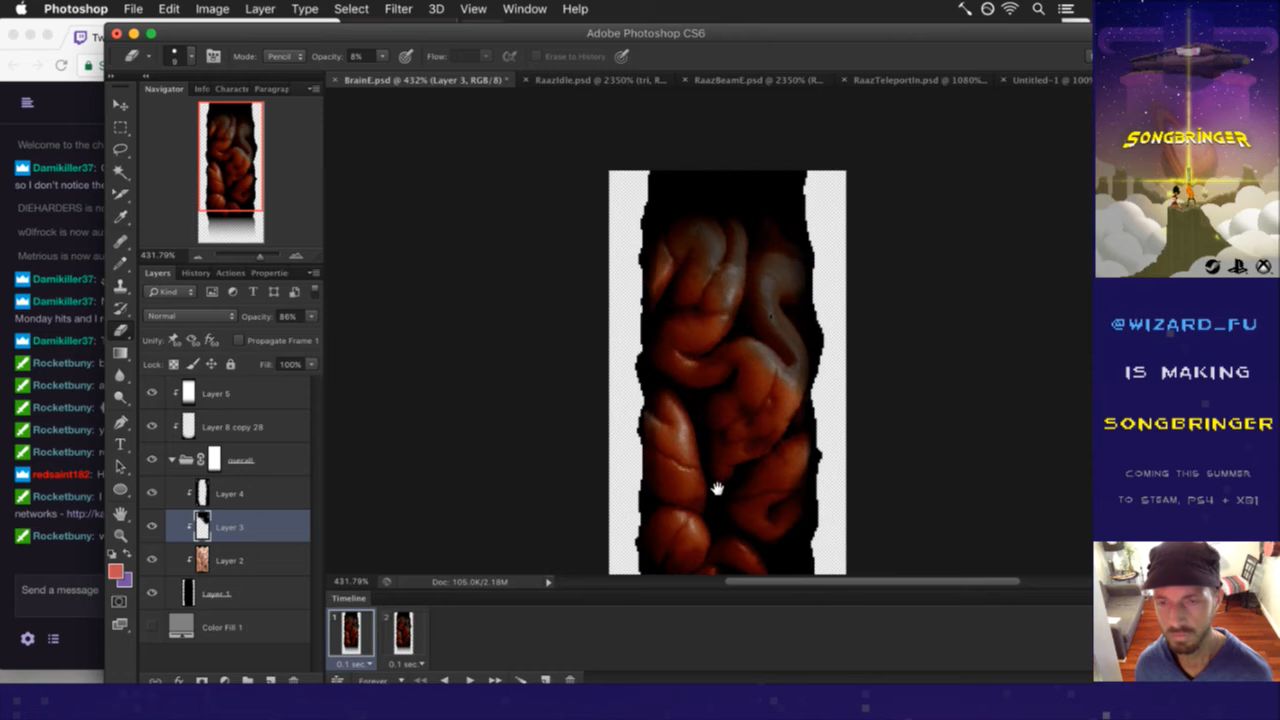 Photoshop File Edit Image Layer Type Select Filter 3D View Window Help
Adobe Photoshop CS6
Mode: Pencil Opacity: 8% Flow: Erase to History
BrainE.psd @ 432% (Layer 3, RGB/8) * RaazIdle.psd @ 2350% (tri, R... RaazBeamE.psd @ 2350% (R... RaazTeleportIn.psd @ 1080%... Untitled-1 @ 100%
Navigator Info Characte Paragrap
431.79%
Layers History Actions Propertie
Kind
Normal Opacity: 86%
Unify: Propagate Frame 1
Lock: Fill: 100%
Layer 5
Layer 8 copy 28
overall
Layer 4
Layer 3
Layer 2
Layer 1
Color Fill 1
431.79% Doc: 105.0K/2.18M
Timeline
1 2
0.1 sec. 0.1 sec.
Forever
Welcome to the ch
Damikiller37:
so I don't notice the
DIEHARDERS is n
w0lfrock is now au
Metrious is now au
Damikiller37:
Damikiller37:
Monday hits and I
Damikiller37:
Rocketbuny:
Rocketbuny:
Rocketbuny:
Rocketbuny:
Rocketbuny:
redsaint182: H
Rocketbuny: I
networks - http://k
Rocketbuny:
Send a message
SONGBRINGER
@WIZARD_FU
IS MAKING
SONGBRINGER
COMING THIS SUMMER
TO STEAM, PS4 + XB1